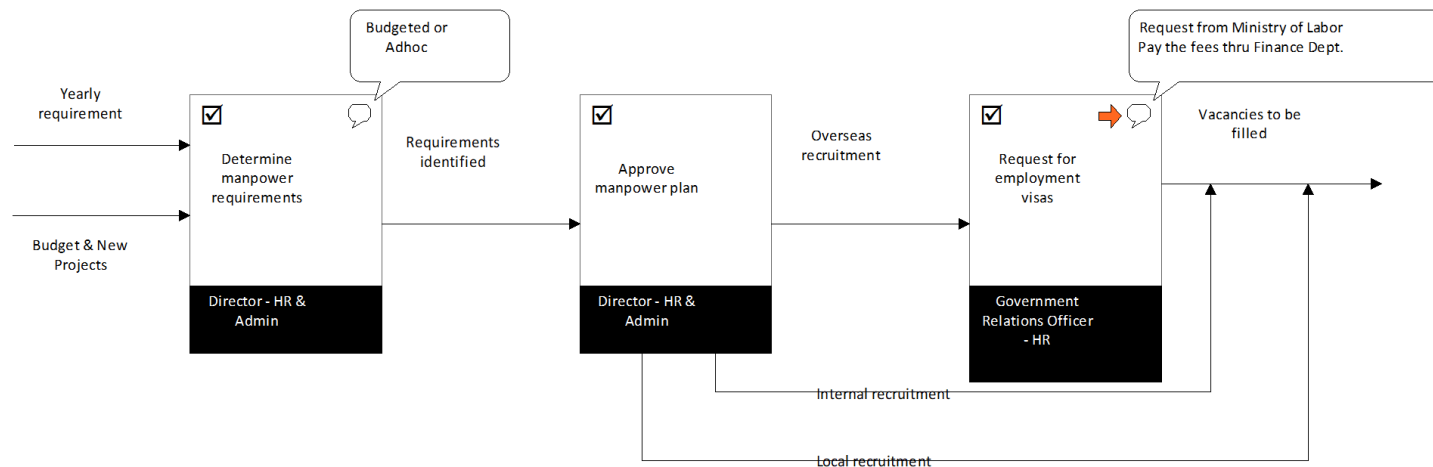 Budgeted or
Adhoc
Request from Ministry of Labor
Pay the fees thru Finance Dept.
Yearly
requirement
Budget & New
Projects
Determine
manpower
requirements
Director - HR &
Admin
Requirements
identified
Approve
manpower plan
Director - HR &
Admin
Overseas
recruitment
Request for
employment
visas
Government
Relations Officer
- HR
Vacancies to be
filled
Internal recruitment
Local recruitment